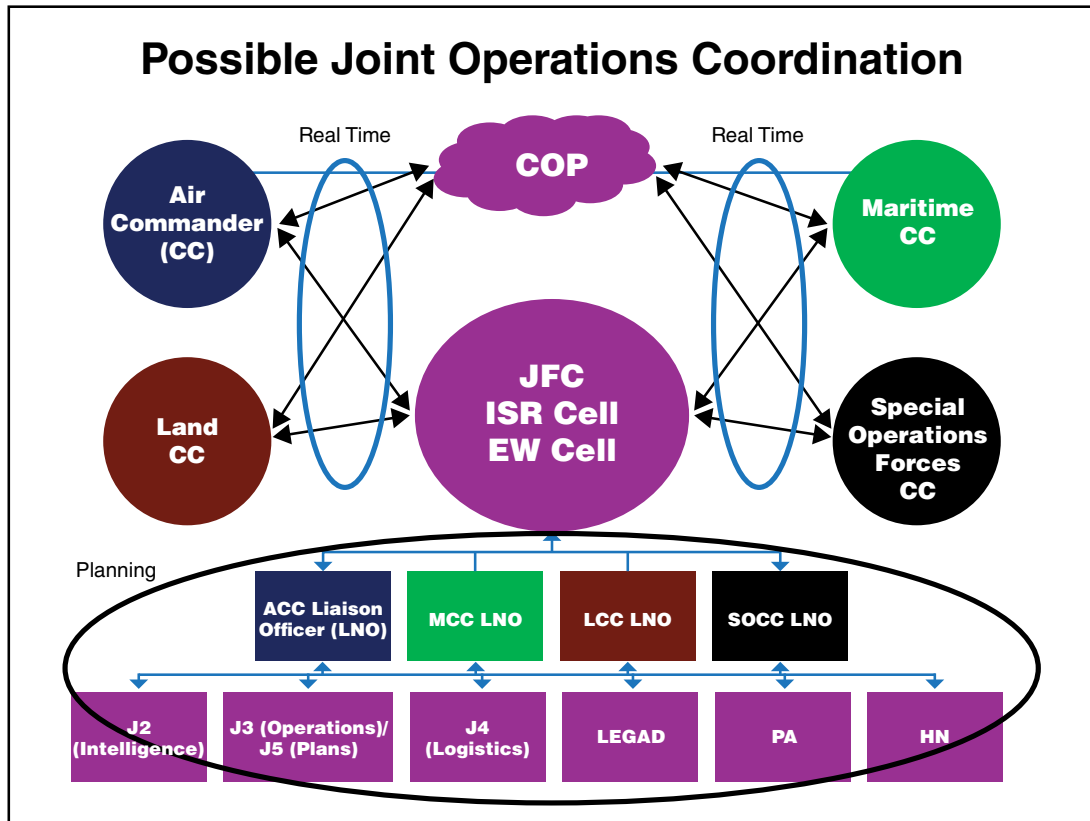 Possible Joint Operations Coordination
Real Time
Real Time
COP
Air
Commander
(CC)
Maritime
CC
JFC
ISR Cell
EW Cell
Land
CC
Special
Operations
Forces
CC
Planning
ACC Liaison
Officer (LNO)
MCC LNO
LCC LNO
SOCC LNO
J2
(Intelligence)
J3 (Operations)/
J5 (Plans)
J4
(Logistics)
LEGAD
PA
HN